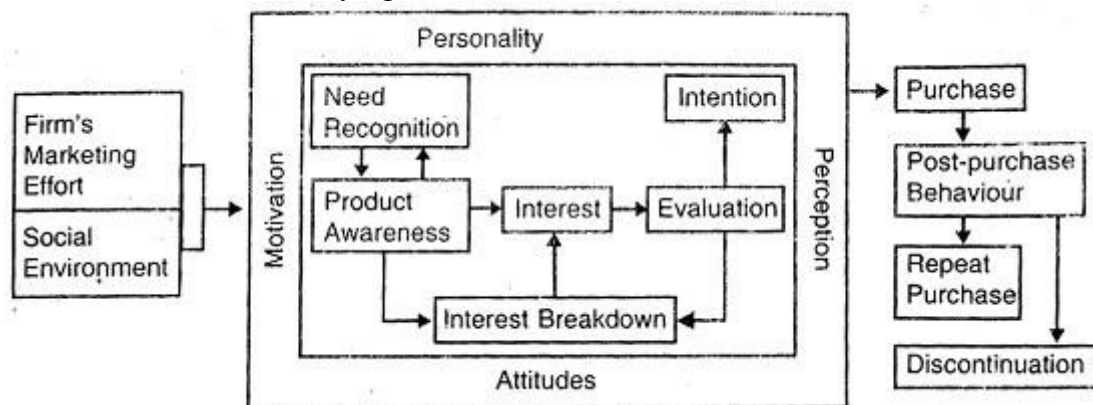 Personality
Need
Recognition
Intention
Purchase
Firm's
Marketing
Effort
Social
Environment
Motivation
Product
Awareness
Interest
Evaluation
Perception
Post-purchase
Behaviour
Interest Breakdown
Repeat
Purchase
Attitudes
Discontinuation